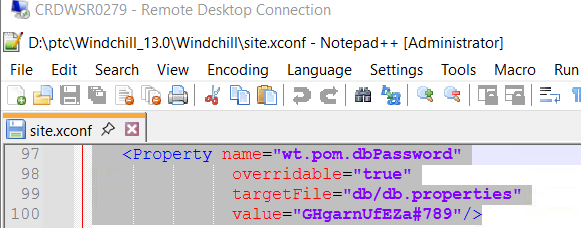 CRDWSR0279 - Remote Desktop Connection
D:\ptc\Windchill_13.0\Windchill\site.xconf - Notepad++ [Administrator]
File Edit Search View Encoding Language Settings Tools Macro Run
site.xconf
97 <Property name="wt.pom.dbPassword"
98 overridable="true"
99 targetFile="db/db.properties"
100 value="GHgarnUfEZa#789"/>